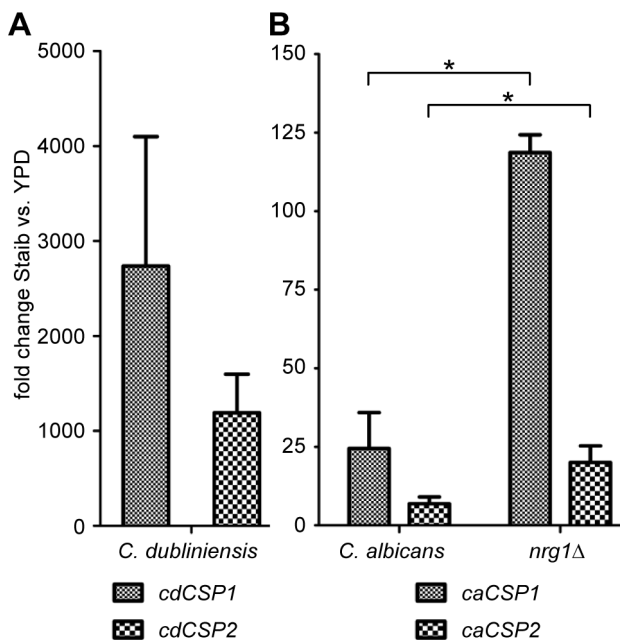 A
B
fold change Staib vs. YPD
5000
4000
3000
2000
1000
0
150
125
100
75
50
25
0
*
*
C. dubliniensis
C. albicans
nrg1Δ
cdCSP1
cdCSP2
caCSP1
caCSP2